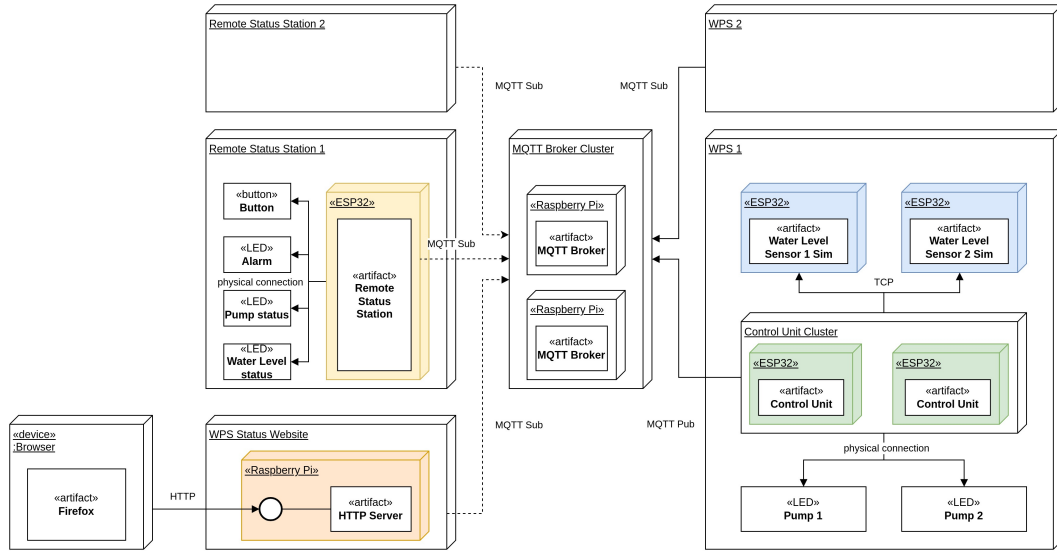 Remote Status Station 2
MQTT Sub
MQTT Sub
WPS 2
Remote Status Station 1
«button»
Button
«LED»
Alarm
physical connection
«LED»
Pump status
«LED»
Water Level
status
«ESP32»
«artifact»
Remote
Status
Station
MQTT Sub
MQTT Broker Cluster
«Raspberry Pi»
«artifact»
MQTT Broker
«Raspberry Pi»
«artifact»
MQTT Broker
WPS 1
«ESP32»
«artifact»
Water Level
Sensor 1 Sim
«ESP32»
«artifact»
Water Level
Sensor 2 Sim
TCP
Control Unit Cluster
«ESP32»
«artifact»
Control Unit
«ESP32»
«artifact»
Control Unit
MQTT Pub
physical connection
«LED»
Pump 1
«LED»
Pump 2
«device»
:Browser
«artifact»
Firefox
HTTP
WPS Status Website
«Raspberry Pi»
«artifact»
HTTP Server
MQTT Sub